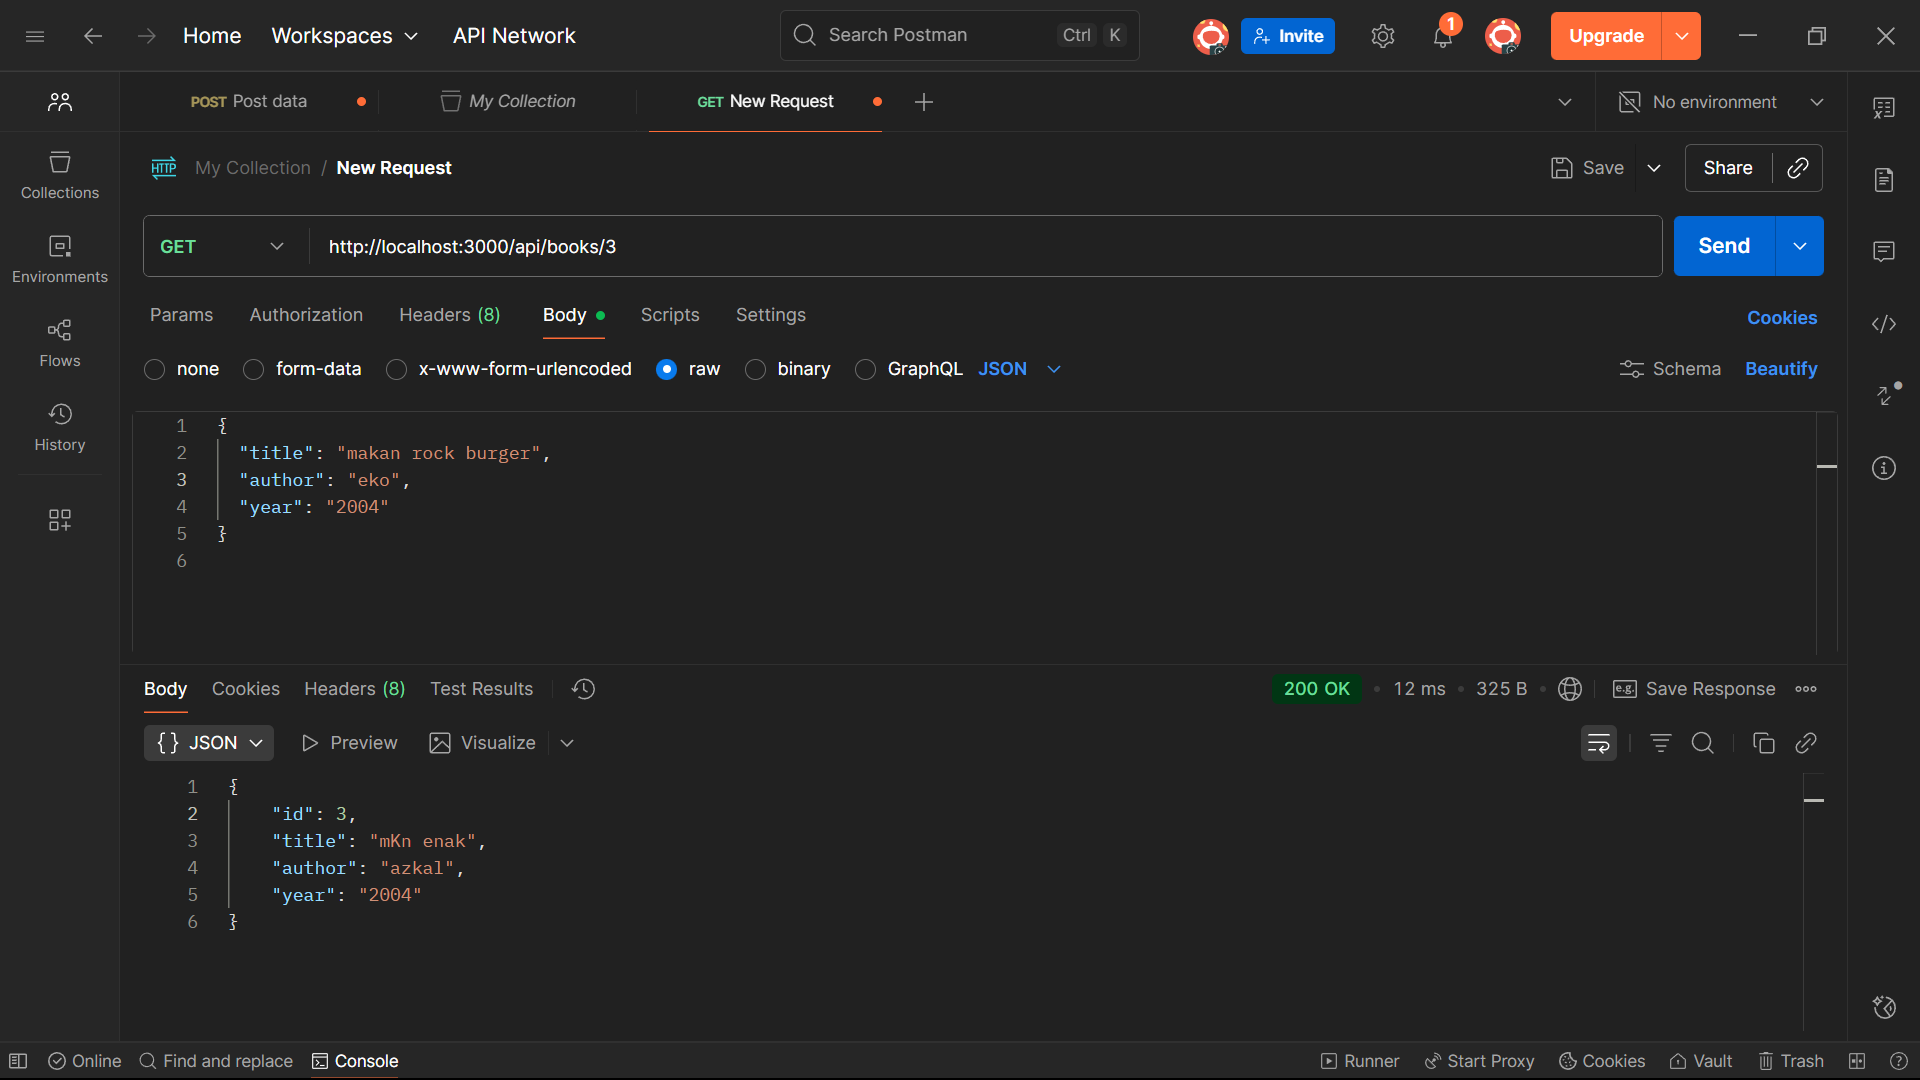 Home Workspaces API Network Search Postman Ctrl K Invite 1 Upgrade
POST Post data My Collection GET New Request No environment
HTTP My Collection / New Request Save Share
Collections
GET http://localhost:3000/api/books/3 Send
Environments
Params Authorization Headers (8) Body Scripts Settings Cookies
Flows
none form-data x-www-form-urlencoded raw binary GraphQL JSON Schema Beautify
History
1 {
2 "title": "makan rock burger",
3 "author": "eko",
4 "year": "2004"
5 }
6
Body Cookies Headers (8) Test Results 200 OK • 12 ms • 325 B • e.g. Save Response
{} JSON Preview Visualize
1 {
2 "id": 3,
3 "title": "mKn enak",
4 "author": "azkal",
5 "year": "2004"
6 }
Online Find and replace Console Runner Start Proxy Cookies Vault Trash